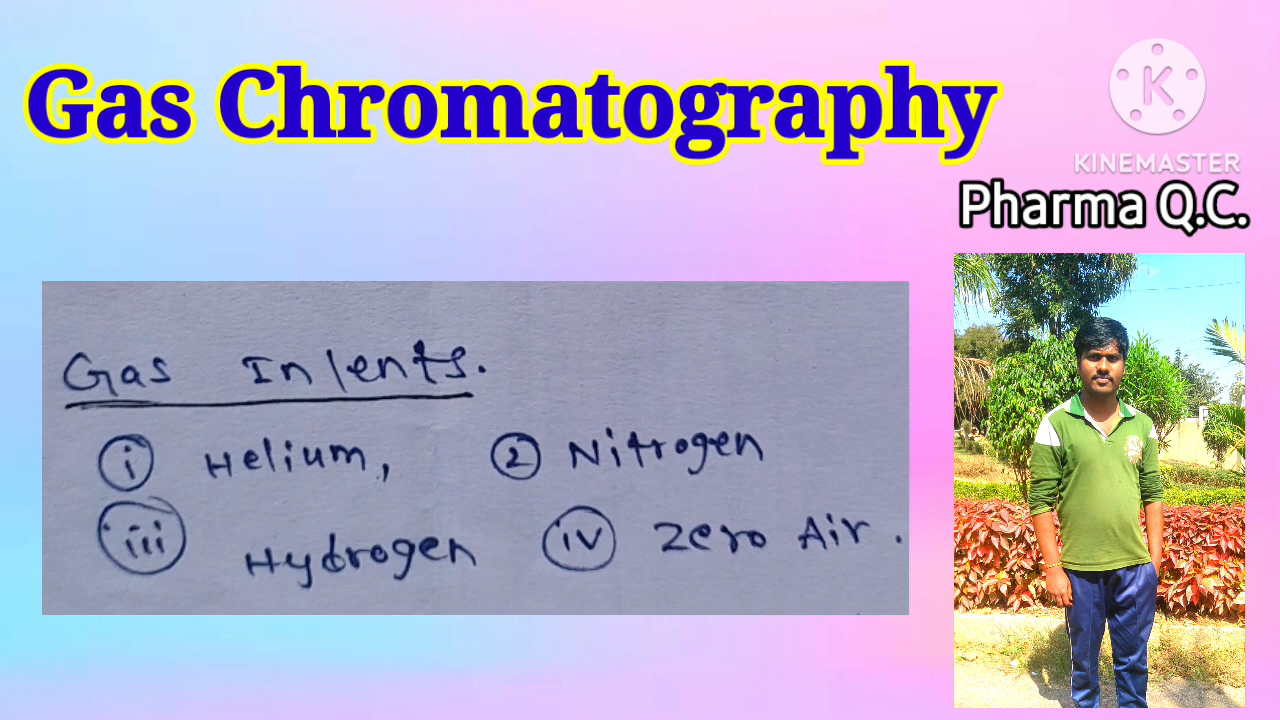 Gas Chromatography
KINEMASTER
Pharma Q.C.
Gas Inlents.
i Helium, 2 Nitrogen
iii Hydrogen iv Zero Air.